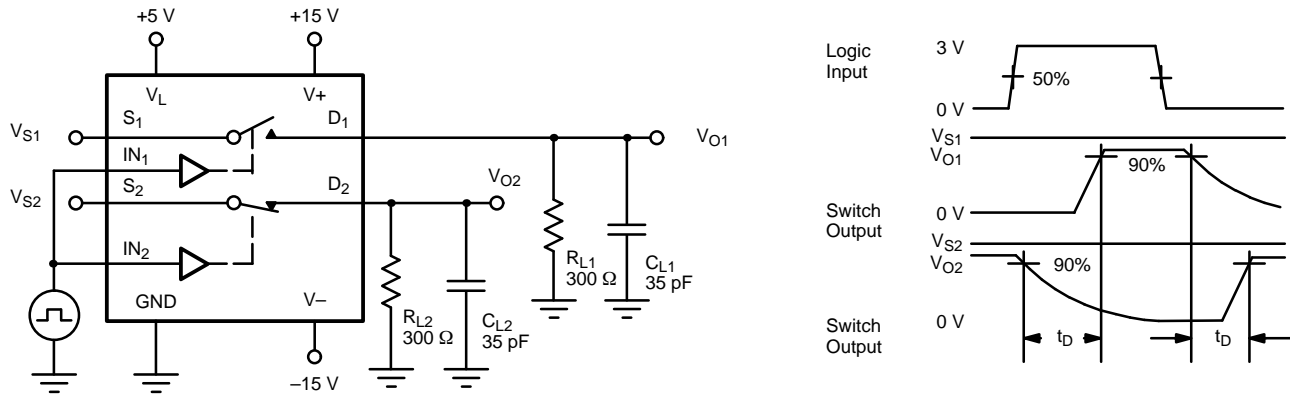 +5 V
+15 V
V_L
V+
V_S1
S_1
D_1
V_O1
IN_1
V_S2
S_2
D_2
V_O2
IN_2
GND
V–
R_L2
300 Ω
C_L2
35 pF
R_L1
300 Ω
C_L1
35 pF
–15 V
Logic
Input
3 V
50%
0 V
V_S1
V_O1
90%
Switch
Output
0 V
V_S2
V_O2
90%
Switch
Output
0 V
t_D
t_D